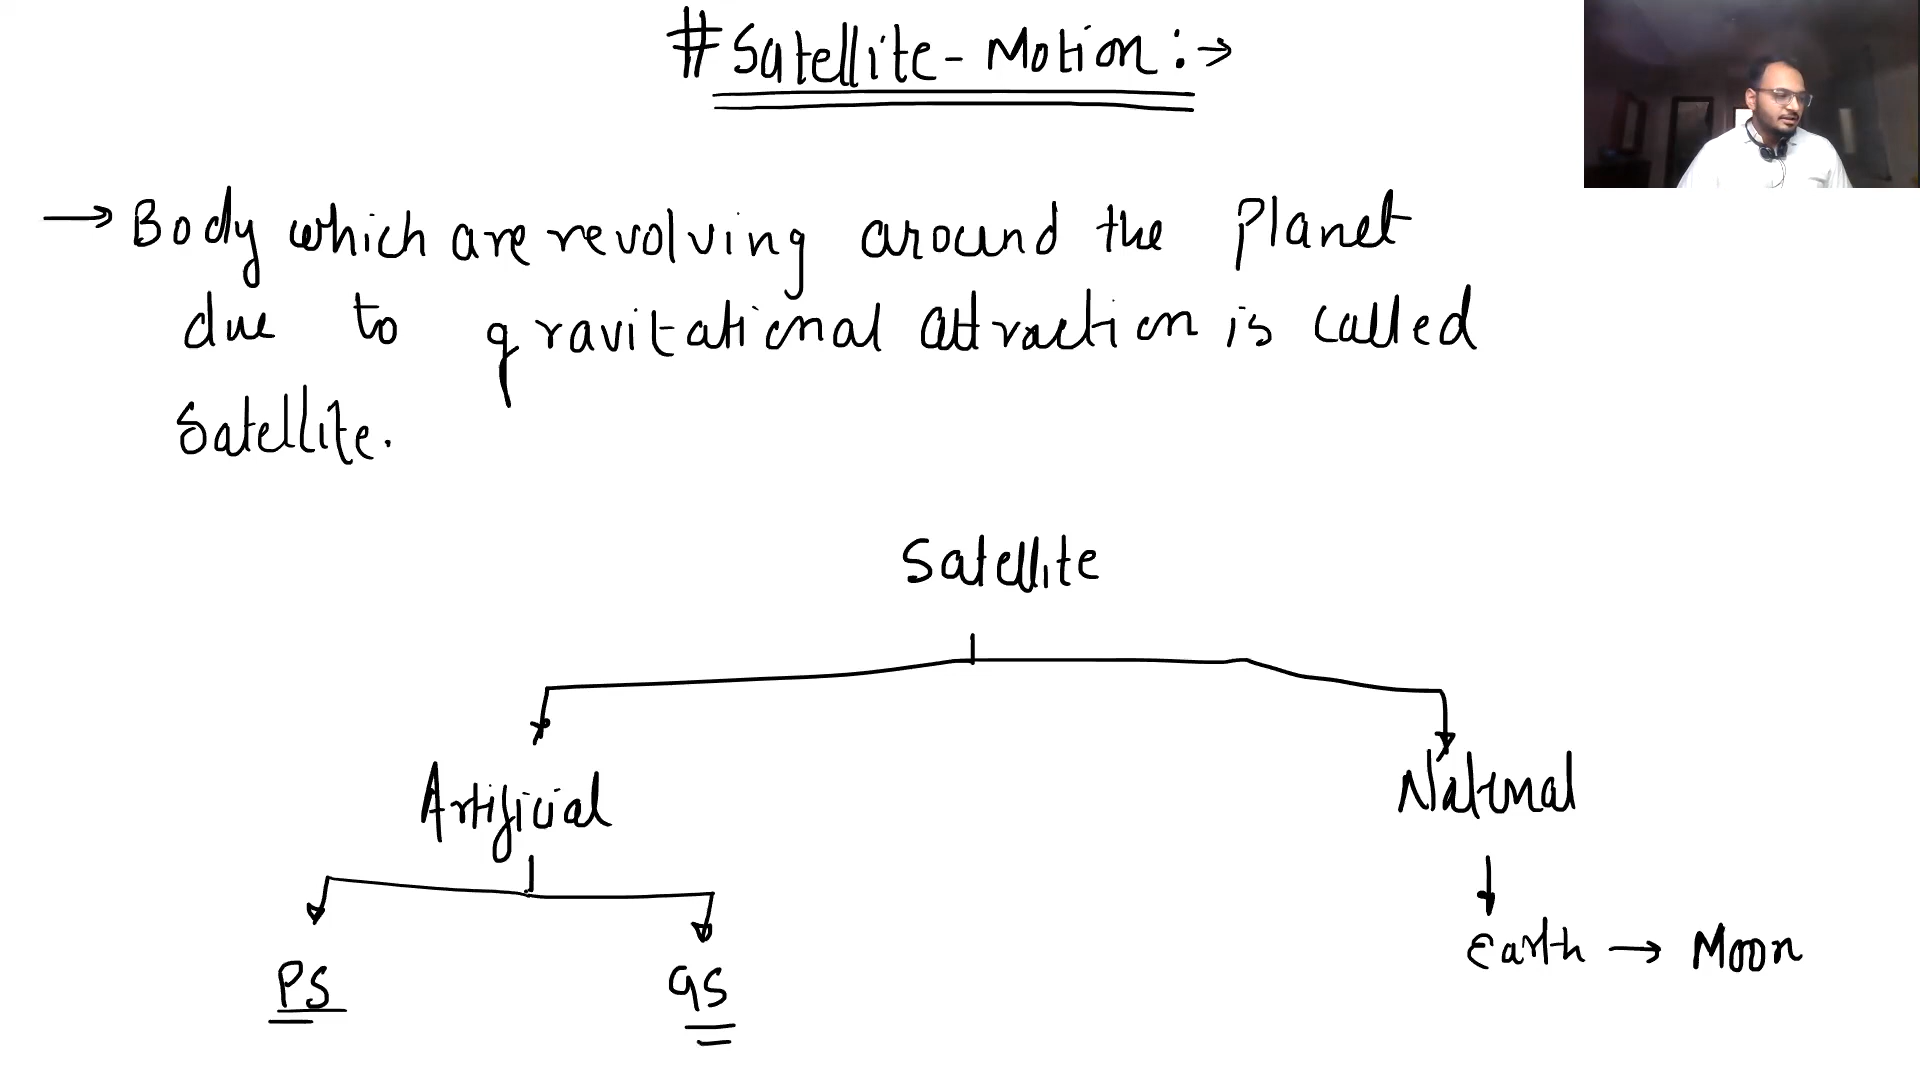 #Satellite-Motion:→
→ Body which are revolving around the Planet
due to gravitational attraction is called
Satellite.
Satellite
Artificial
Natural
Earth → Moon
PS
GS